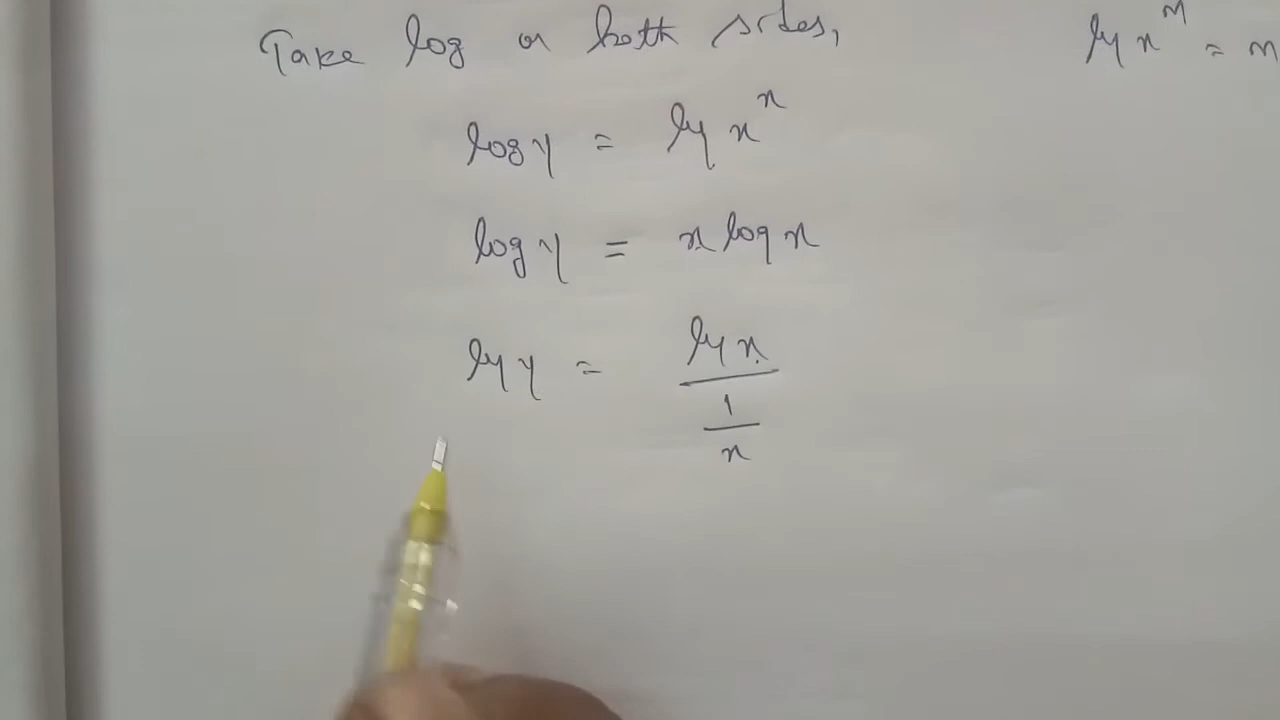 Take log on both sides,
log x^m = m
log y = log x^x
log y = x log x
log y = log x / (1/x)